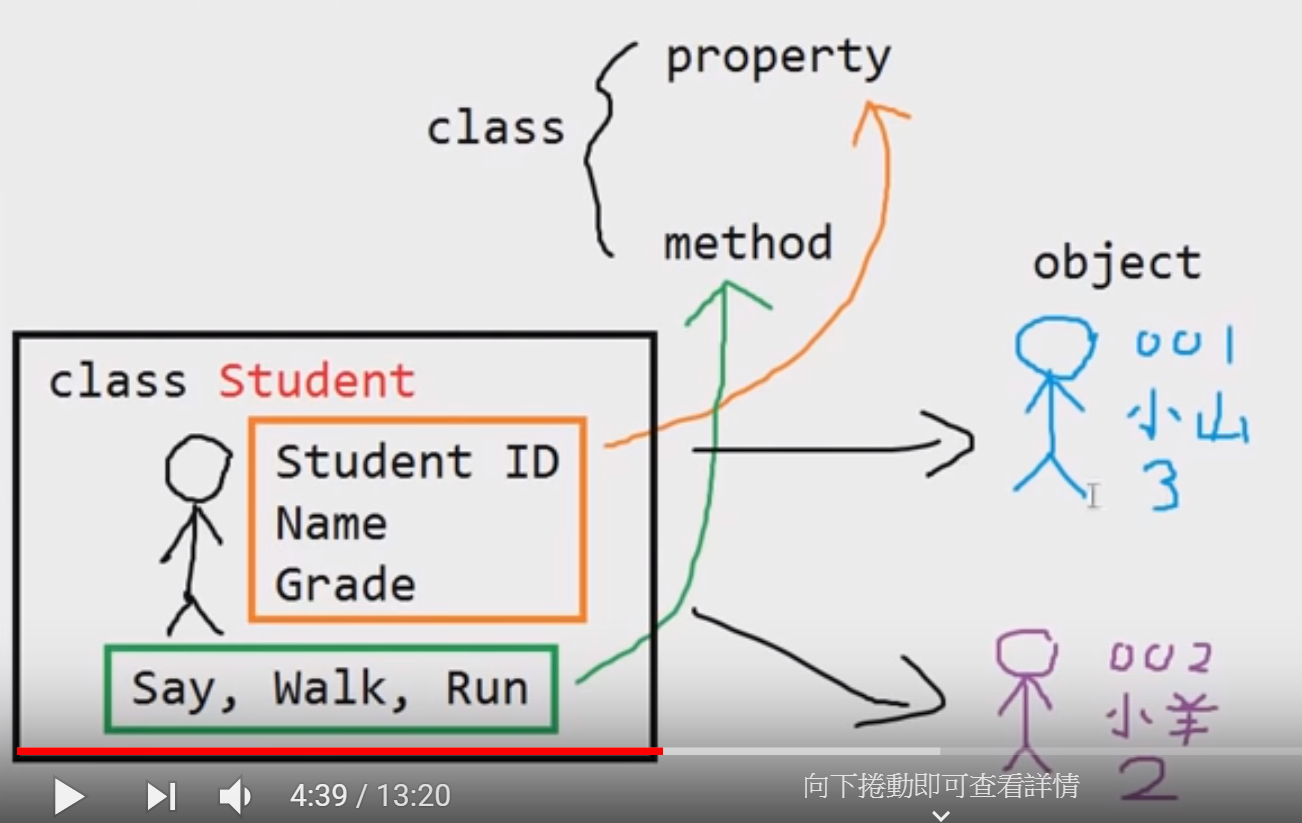 class
property
method
object
class Student
Student ID
Name
Grade
Say, Walk, Run
001
小山
3
002
小羊
2
4:39 / 13:20
向下捲動即可查看詳情